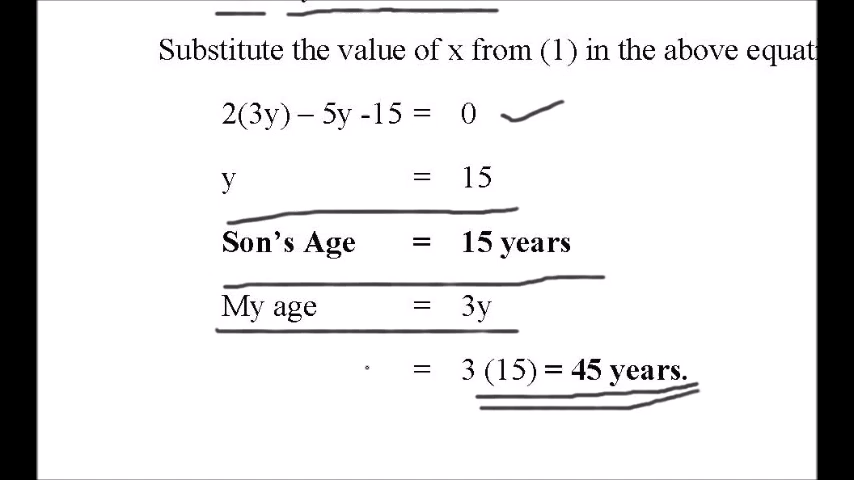 Substitute the value of x from (1) in the above equat
2(3y) – 5y -15 = 0
y = 15
Son's Age = 15 years
My age = 3y
= 3 (15) = 45 years.